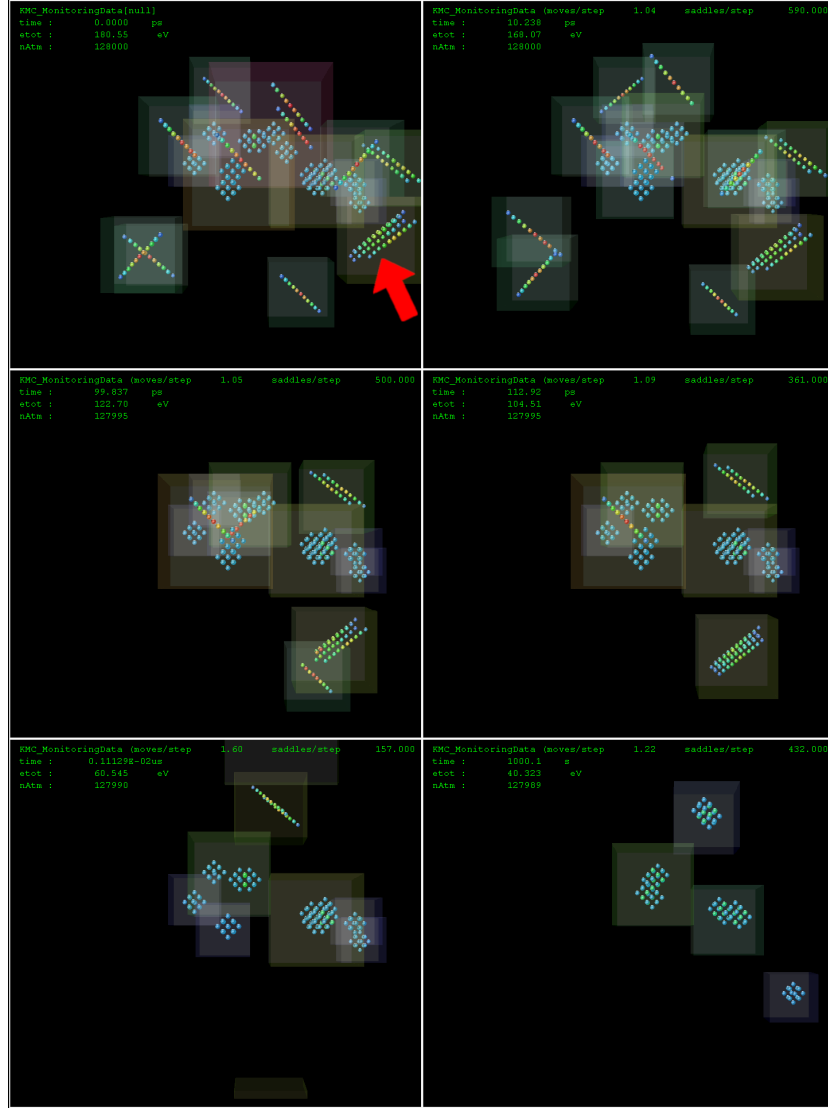 KMC_MonitoringData[null]
time : 0.0000 ps
etot : 180.55 eV
nAtm : 128000
KMC_MonitoringData (moves/step 1.04 saddles/step 590.000
time : 10.238 ps
etot : 168.07 eV
nAtm : 128000
KMC_MonitoringData (moves/step 1.05 saddles/step 500.000
time : 99.837 ps
etot : 122.70 eV
nAtm : 127995
KMC_MonitoringData (moves/step 1.09 saddles/step 361.000
time : 112.92 ps
etot : 104.51 eV
nAtm : 127995
KMC_MonitoringData (moves/step 1.60 saddles/step 157.000
time : 0.11129E-02us
etot : 60.545 eV
nAtm : 127990
KMC_MonitoringData (moves/step 1.22 saddles/step 432.000
time : 1000.1 s
etot : 40.323 eV
nAtm : 127989